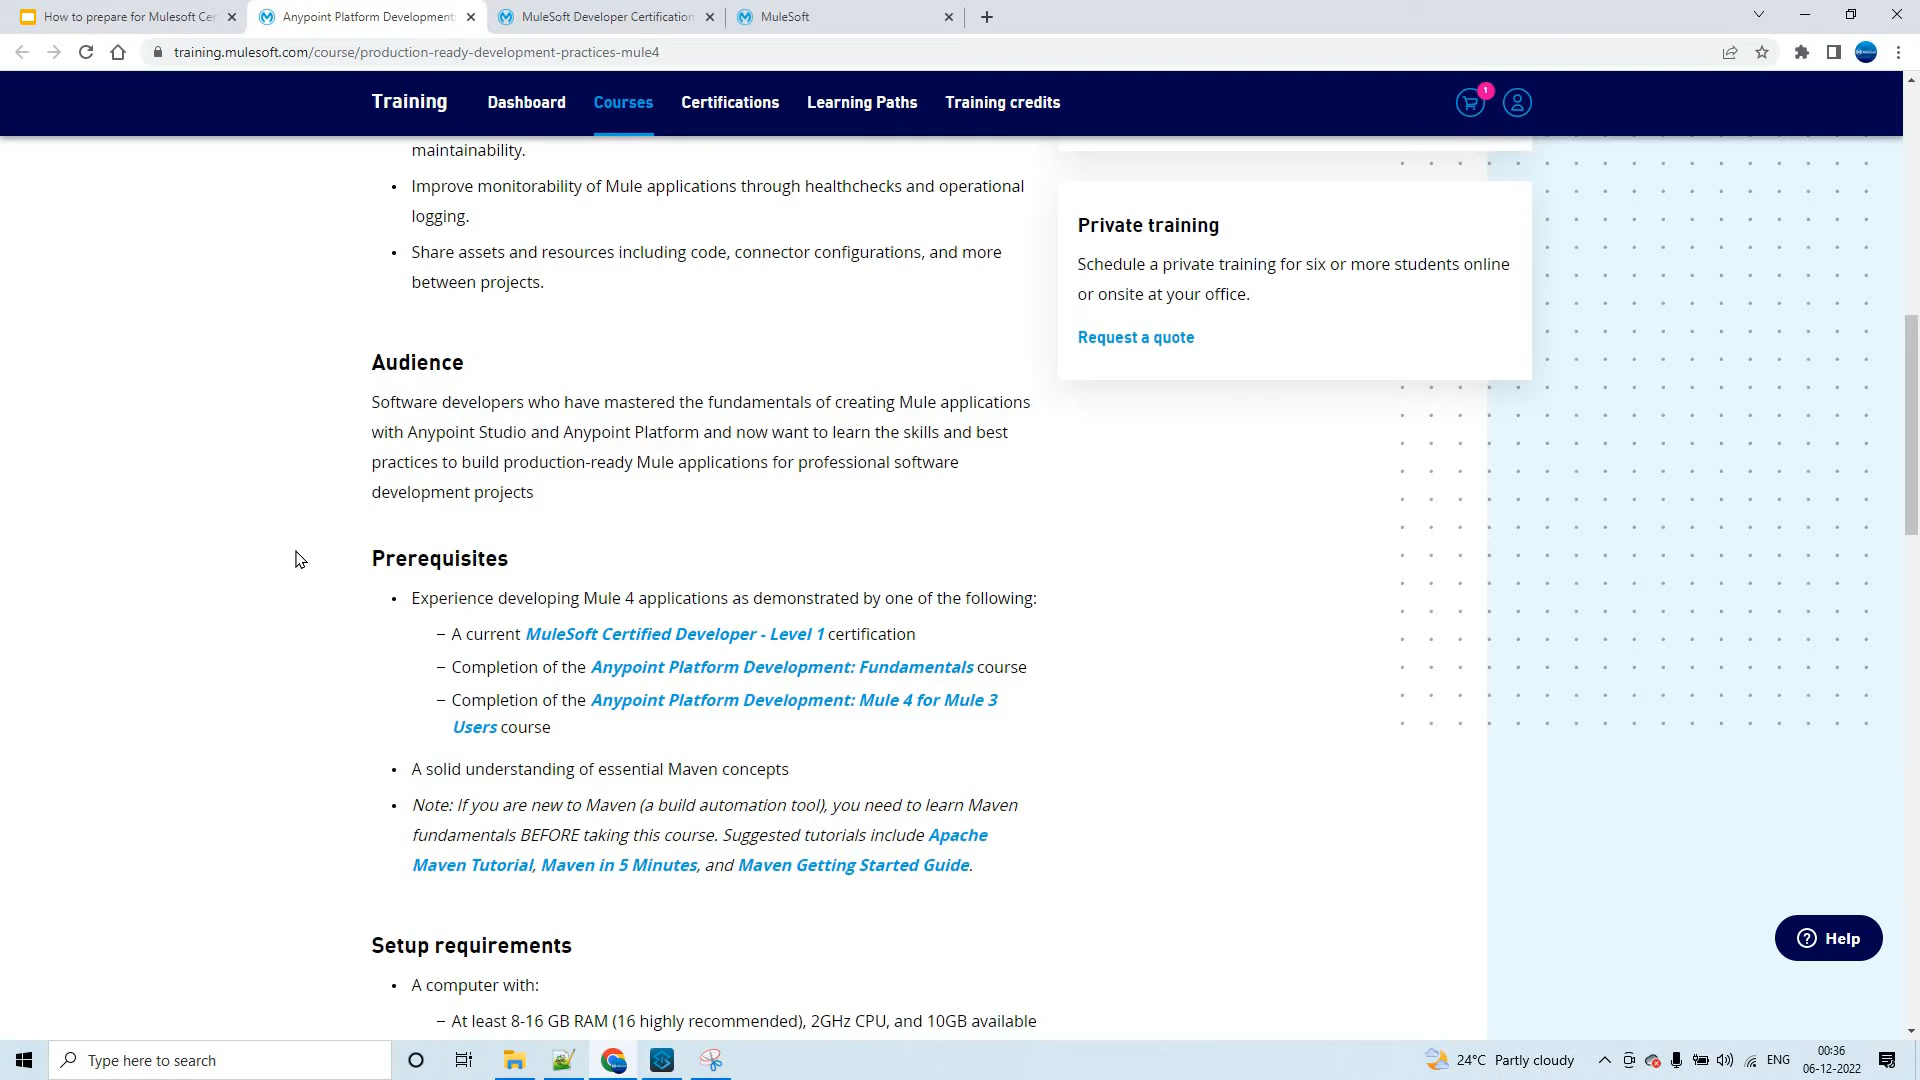 How to prepare for Mulesoft Cer
Anypoint Platform Development:
MuleSoft Developer Certification
MuleSoft
training.mulesoft.com/course/production-ready-development-practices-mule4
Training
Dashboard
Courses
Certifications
Learning Paths
Training credits
1
maintainability.
• Improve monitorability of Mule applications through healthchecks and operational
logging.
• Share assets and resources including code, connector configurations, and more
between projects.
Private training
Schedule a private training for six or more students online
or onsite at your office.
Request a quote
Audience
Software developers who have mastered the fundamentals of creating Mule applications
with Anypoint Studio and Anypoint Platform and now want to learn the skills and best
practices to build production-ready Mule applications for professional software
development projects
Prerequisites
• Experience developing Mule 4 applications as demonstrated by one of the following:
– A current MuleSoft Certified Developer - Level 1 certification
– Completion of the Anypoint Platform Development: Fundamentals course
– Completion of the Anypoint Platform Development: Mule 4 for Mule 3
Users course
• A solid understanding of essential Maven concepts
• Note: If you are new to Maven (a build automation tool), you need to learn Maven
fundamentals BEFORE taking this course. Suggested tutorials include Apache
Maven Tutorial, Maven in 5 Minutes, and Maven Getting Started Guide.
Setup requirements
• A computer with:
– At least 8-16 GB RAM (16 highly recommended), 2GHz CPU, and 10GB available
Help
Type here to search
24°C Partly cloudy
ENG
00:36
06-12-2022